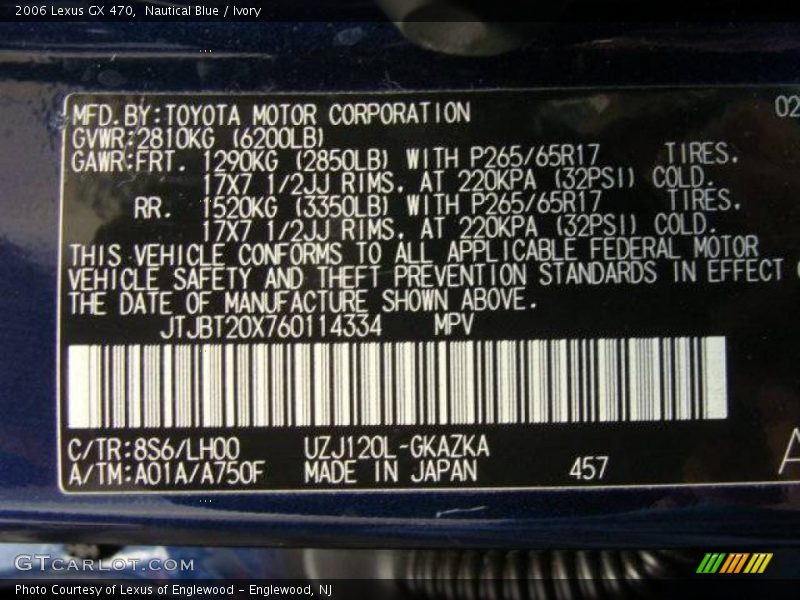 2006 Lexus GX 470,  Nautical Blue / Ivory
MFD.BY:TOYOTA MOTOR CORPORATION 02
GVWR:2810KG (6200LB)
GAWR:FRT. 1290KG (2850LB) WITH P265/65R17 TIRES.
17X7 1/2JJ RIMS. AT 220KPA (32PSI) COLD.
RR. 1520KG (3350LB) WITH P265/65R17 TIRES.
17X7 1/2JJ RIMS. AT 220KPA (32PSI) COLD.
THIS VEHICLE CONFORMS TO ALL APPLICABLE FEDERAL MOTOR
VEHICLE SAFETY AND THEFT PREVENTION STANDARDS IN EFFECT
THE DATE OF MANUFACTURE SHOWN ABOVE.
JTJBT20X760114334 MPV
C/TR:8S6/LH00 UZJ120L-GKAZKA
A/TM:A01A/A750F MADE IN JAPAN 457
A
GTCARLOT.COM
Photo Courtesy of Lexus of Englewood - Englewood, NJ